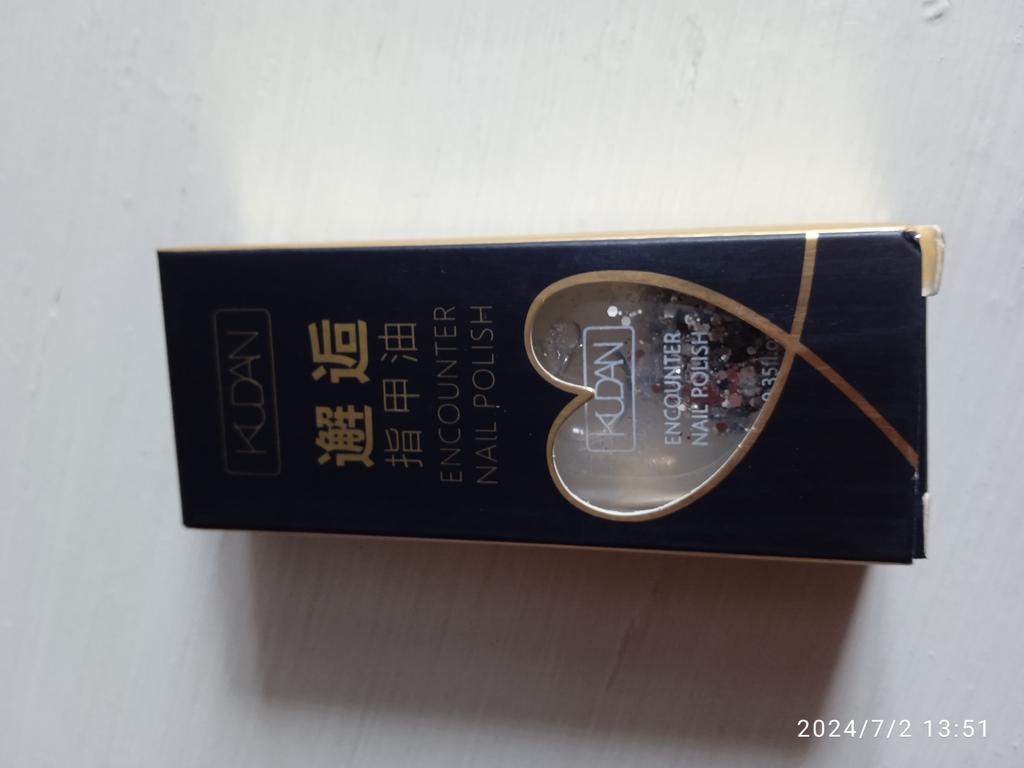 KUDAN
邂逅
指甲油
ENCOUNTER
NAIL POLISH
KUDAN
ENCOUNTER
NAIL POLISH
2024/7/2 13:51